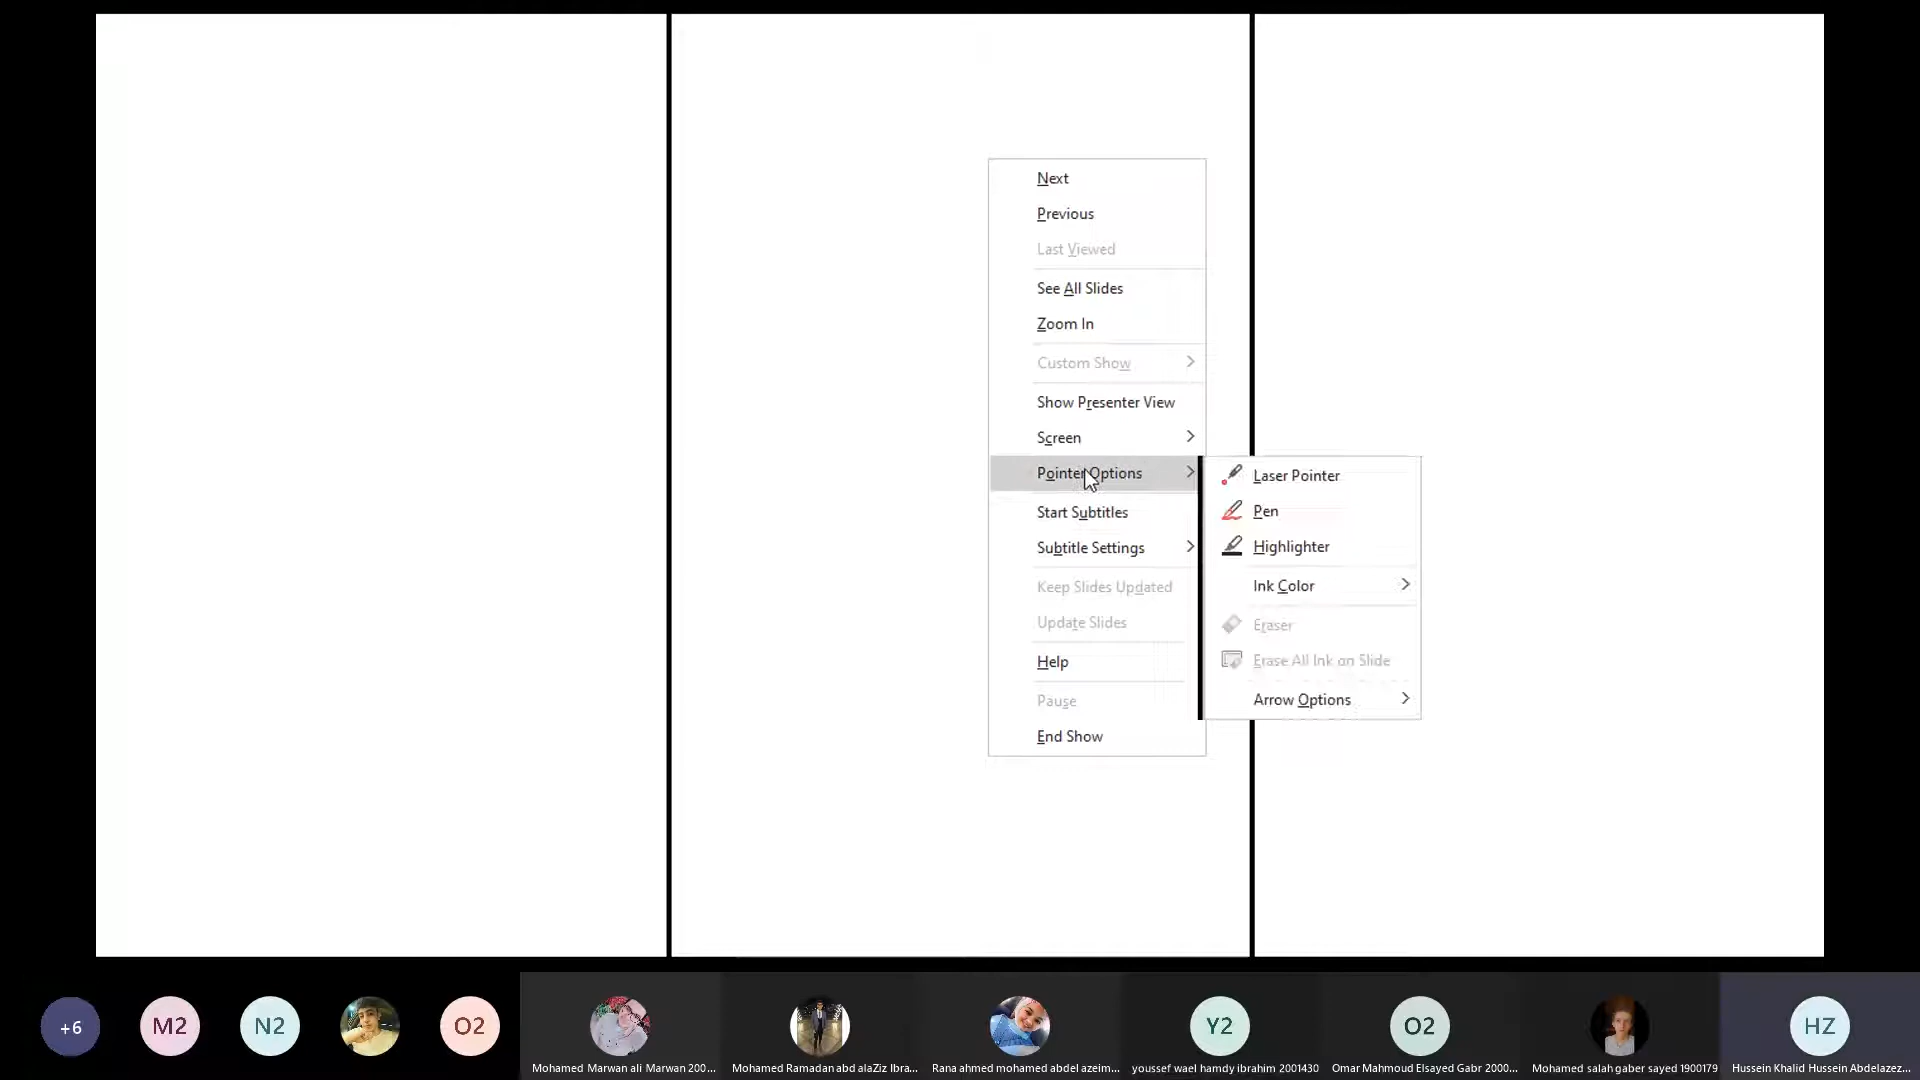 Next
Previous
Last Viewed
See All Slides
Zoom In
Custom Show
Show Presenter View
Screen
Pointer Options
Start Subtitles
Subtitle Settings
Keep Slides Updated
Update Slides
Help
Pause
End Show
Laser Pointer
Pen
Highlighter
Ink Color
Eraser
Erase All Ink on Slide
Arrow Options
+6
M2
N2
O2
Y2
O2
HZ
Mohamed Marwan ali Marwan 200...
Mohamed Ramadan abd alaZiz Ibra...
Rana ahmed mohamed abdel azeim...
youssef wael hamdy ibrahim 2001430
Omar Mahmoud Elsayed Gabr 2000...
Mohamed salah gaber sayed 1900179
Hussein Khalid Hussein Abdelazez...